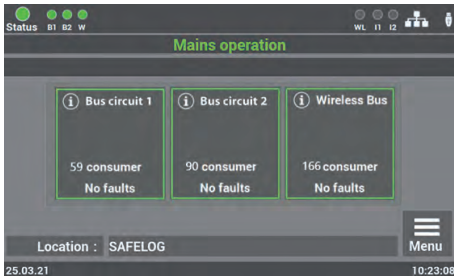 Status B1 B2 W WL I1 I2
Mains operation
i Bus circuit 1
59 consumer
No faults
i Bus circuit 2
90 consumer
No faults
i Wireless Bus
166 consumer
No faults
Location : SAFELOG
Menu
25.03.21 10:23:08